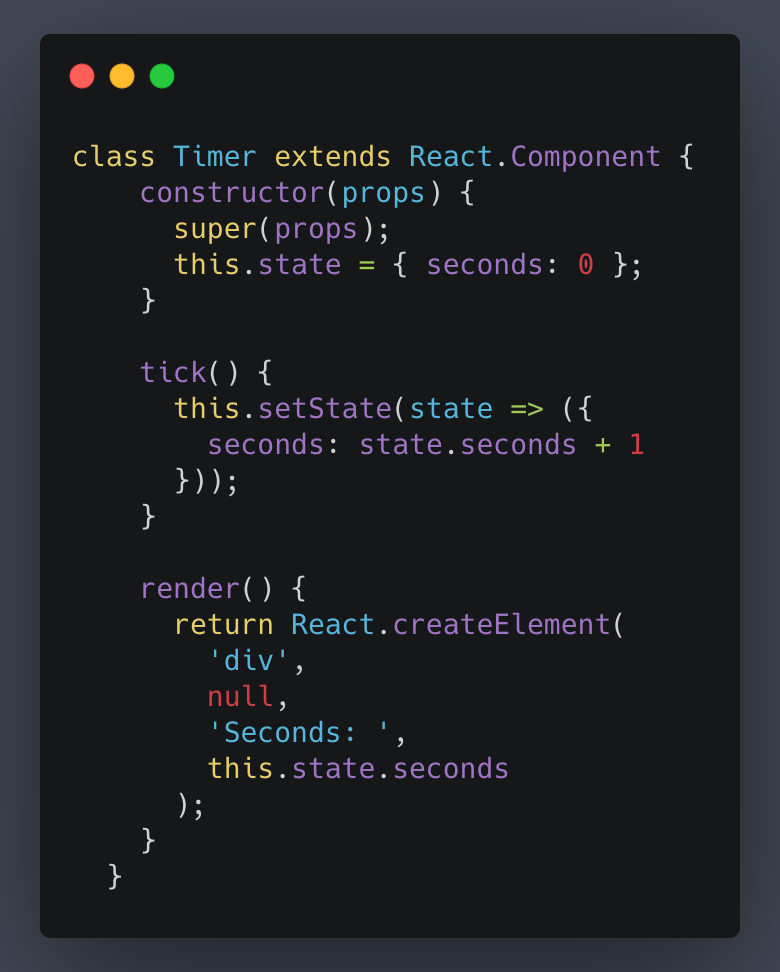 class Timer extends React.Component {
    constructor(props) {
      super(props);
      this.state = { seconds: 0 };
    }

    tick() {
      this.setState(state => ({
        seconds: state.seconds + 1
      }));
    }

    render() {
      return React.createElement(
        'div',
        null,
        'Seconds: ',
        this.state.seconds
      );
    }
  }